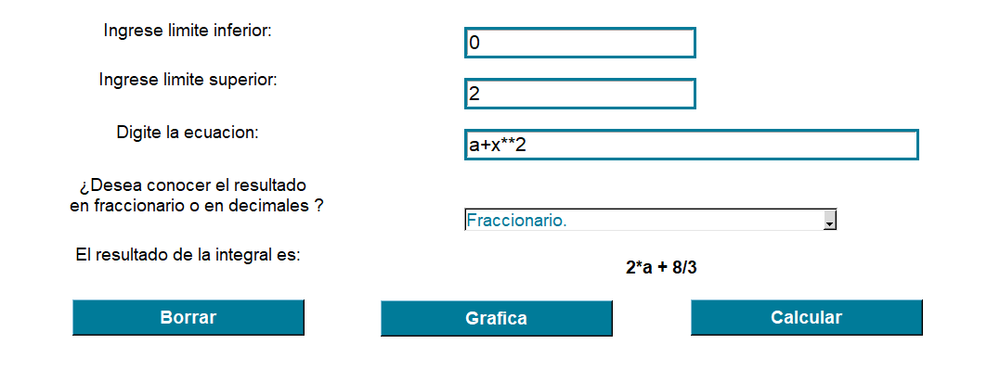 Ingrese limite inferior:
0
Ingrese limite superior:
2
Digite la ecuacion:
a+x**2
¿Desea conocer el resultado
en fraccionario o en decimales ?
Fraccionario.
El resultado de la integral es:
2*a + 8/3
Borrar
Grafica
Calcular